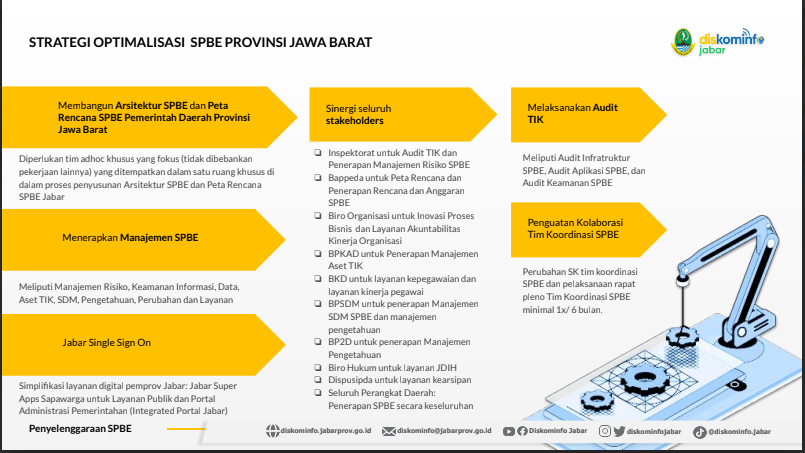 STRATEGI OPTIMALISASI SPBE PROVINSI JAWA BARAT
diskominfo
jabar
Membangun Arsitektur SPBE dan Peta
Rencana SPBE Pemerintah Daerah Provinsi
Jawa Barat
Diperlukan tim adhoc khusus yang fokus (tidak dibebankan
pekerjaan lainnya) yang ditempatkan dalam satu ruang khusus di
dalam proses penyusunan Arsitektur SPBE dan Peta Rencana
SPBE Jabar
Menerapkan Manajemen SPBE
Meliputi Manajemen Risiko, Keamanan Informasi, Data,
Aset TIK, SDM, Pengetahuan, Perubahan dan Layanan
Jabar Single Sign On
Simplifikasi layanan digital pemprov Jabar: Jabar Super
Apps Sapawarga untuk Layanan Publik dan Portal
Administrasi Pemerintahan (Integrated Portal Jabar)
Sinergi seluruh
stakeholders
❑ Inspektorat untuk Audit TIK dan
Penerapan Manajemen Risiko SPBE
❑ Bappeda untuk Peta Rencana dan
Penerapan Rencana dan Anggaran
SPBE
❑ Biro Organisasi untuk Inovasi Proses
Bisnis dan Layanan Akuntabilitas
Kinerja Organisasi
❑ BPKAD untuk Penerapan Manajemen
Aset TIK
❑ BKD untuk layanan kepegawaian dan
layanan kinerja pegawai
❑ BPSDM untuk penerapan Manajemen
SDM SPBE dan manajemen
pengetahuan
❑ BP2D untuk penerapan Manajemen
Pengetahuan
❑ Biro Hukum untuk layanan JDIH
❑ Dispusipda untuk layanan kearsipan
❑ Seluruh Perangkat Daerah:
Penerapan SPBE secara keseluruhan
Melaksanakan Audit
TIK
Meliputi Audit Infratruktur
SPBE, Audit Aplikasi SPBE, dan
Audit Keamanan SPBE
Penguatan Kolaborasi
Tim Koordinasi SPBE
Perubahan SK tim koordinasi
SPBE dan pelaksanaan rapat
pleno Tim Koordinasi SPBE
minimal 1x/ 6 bulan.
Penyelenggaraan SPBE
diskominfo.jabarprov.go.id
diskominfo@jabarprov.go.id
Diskominfo Jabar
diskominfojabar
@diskominfo.jabar